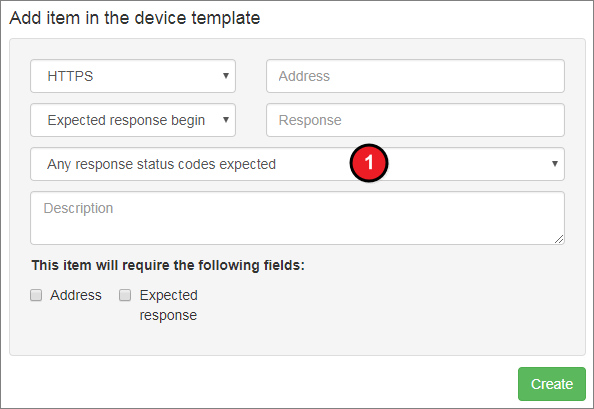 Add item in the device template
HTTPS
Address
Expected response begin
Response
Any response status codes expected
1
Description
This item will require the following fields:
Address
Expected
response
Create